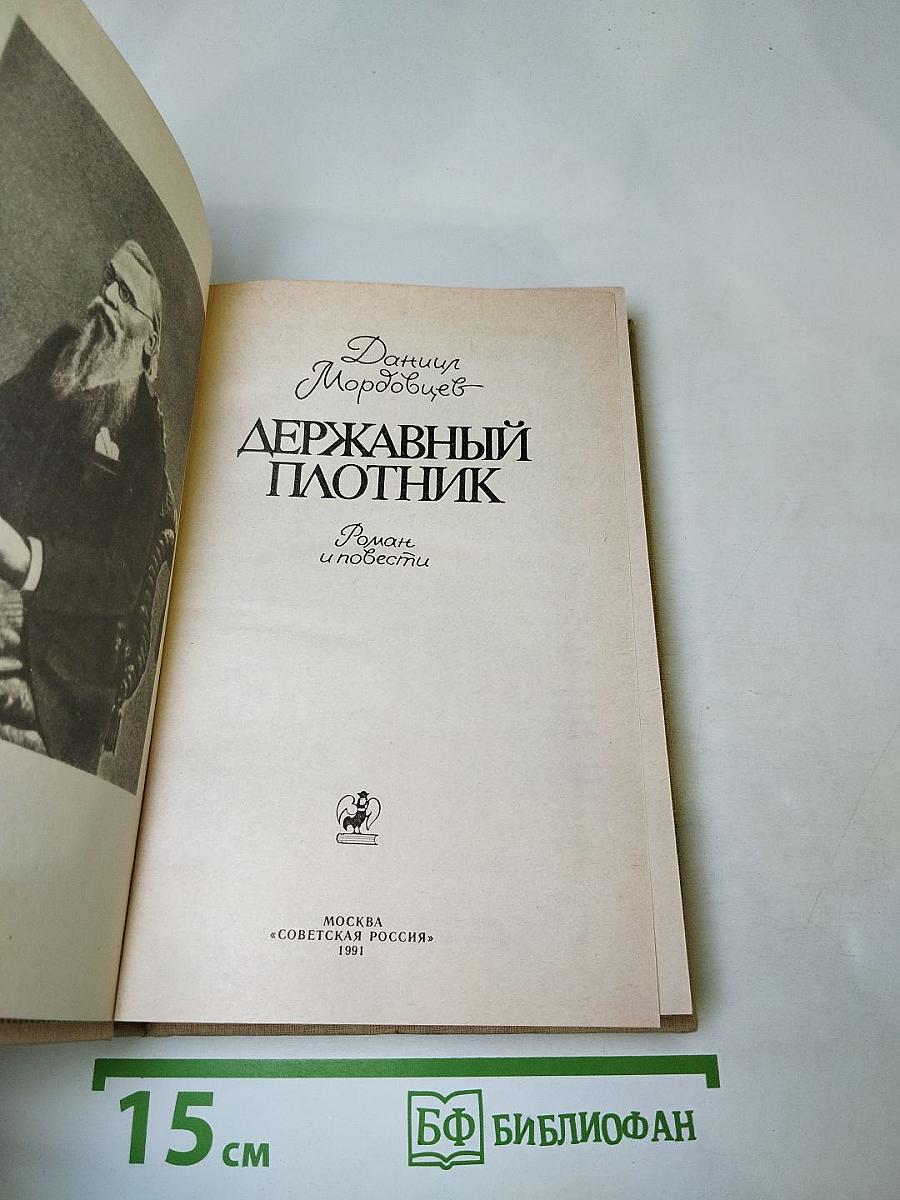 Даниил
Мордовцев
ДЕРЖАВНЫЙ
ПЛОТНИК
Роман
и повести
МОСКВА
«СОВЕТСКАЯ РОССИЯ»
1991
15 см
БФ БИБЛИОФАН